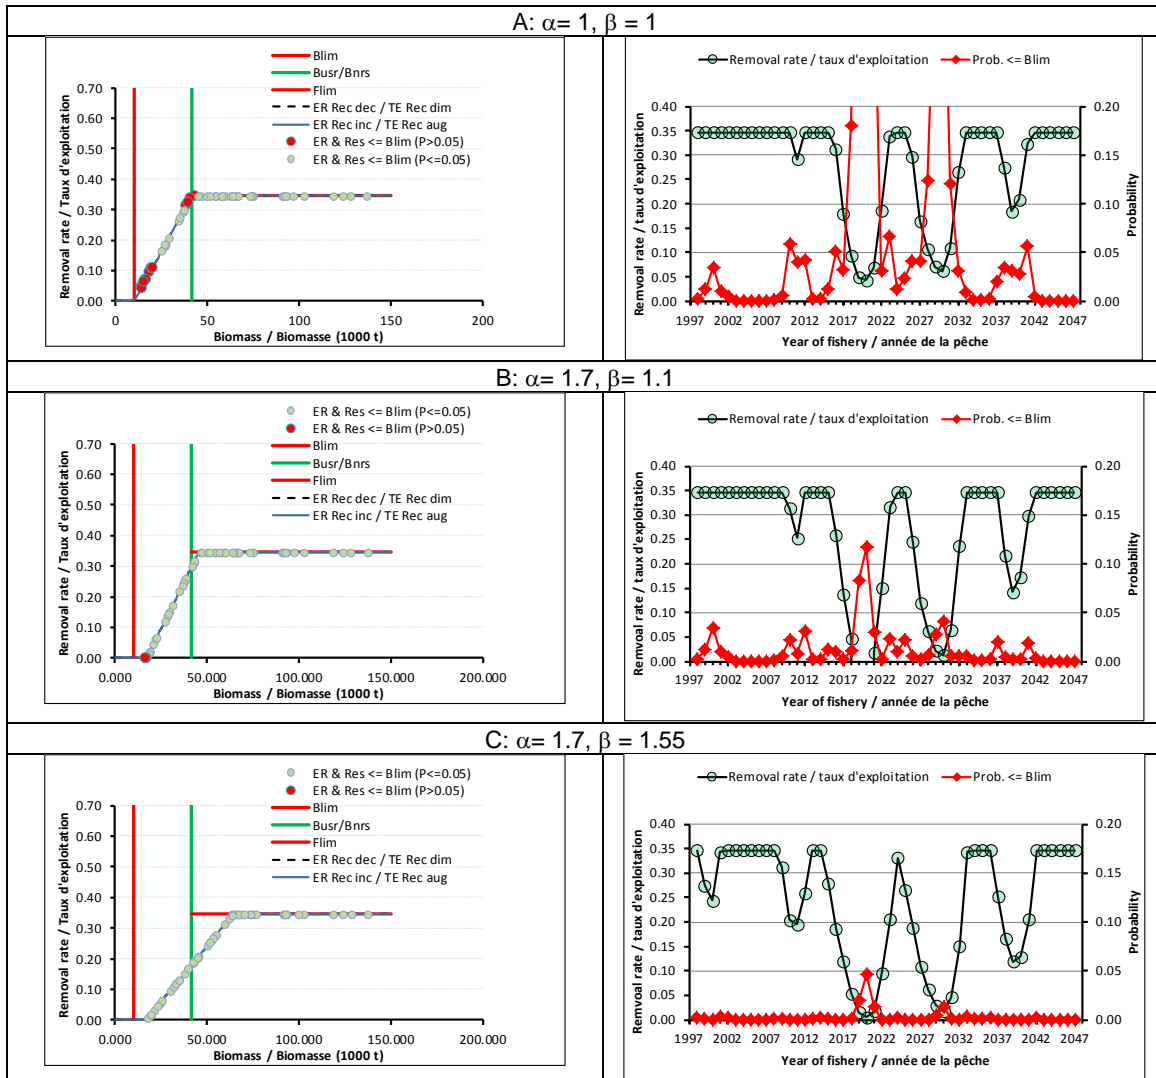 A: α= 1, β = 1
Blim
Busr/Bnrs
Flim
ER Rec dec / TE Rec dim
ER Rec inc / TE Rec aug
ER & Res <= Blim (P>0.05)
ER & Res <= Blim (P<=0.05)
Removal rate / Taux d'exploitation
0.70
0.60
0.50
0.40
0.30
0.20
0.10
0.00
0 50 100 150 200
Biomass / Biomasse (1000 t)
Removal rate / taux d'exploitation Prob. <= Blim
Remvoal rate / taux d'exploitation
0.40
0.35
0.30
0.25
0.20
0.15
0.10
0.05
0.00
0.20
0.15
0.10
0.05
0.00
Probability
1997 2002 2007 2012 2017 2022 2027 2032 2037 2042 2047
Year of fishery / année de la pêche
B: α= 1.7, β= 1.1
ER & Res <= Blim (P<=0.05)
ER & Res <= Blim (P>0.05)
Blim
Busr/Bnrs
Flim
ER Rec dec / TE Rec dim
ER Rec inc / TE Rec aug
Removal rate / Taux d'exploitation
0.70
0.60
0.50
0.40
0.30
0.20
0.10
0.00
0.000 50.000 100.000 150.000 200.000
Biomass / Biomasse (1000 t)
Removal rate / taux d'exploitation Prob. <= Blim
Remvoal rate / taux d'exploitation
0.40
0.35
0.30
0.25
0.20
0.15
0.10
0.05
0.00
0.20
0.15
0.10
0.05
0.00
Probability
1997 2002 2007 2012 2017 2022 2027 2032 2037 2042 2047
Year of fishery / année de la pêche
C: α= 1.7, β = 1.55
ER & Res <= Blim (P<=0.05)
ER & Res <= Blim (P>0.05)
Blim
Busr/Bnrs
Flim
ER Rec dec / TE Rec dim
ER Rec inc / TE Rec aug
Removal rate / Taux d'exploitation
0.70
0.60
0.50
0.40
0.30
0.20
0.10
0.00
0.000 50.000 100.000 150.000 200.000
Biomass / Biomasse (1000 t)
Removal rate / taux d'exploitation Prob. <= Blim
Remvoal rate / taux d'exploitation
0.40
0.35
0.30
0.25
0.20
0.15
0.10
0.05
0.00
0.20
0.15
0.10
0.05
0.00
Probability
1997 2002 2007 2012 2017 2022 2027 2032 2037 2042 2047
Year of fishery / année de la pêche